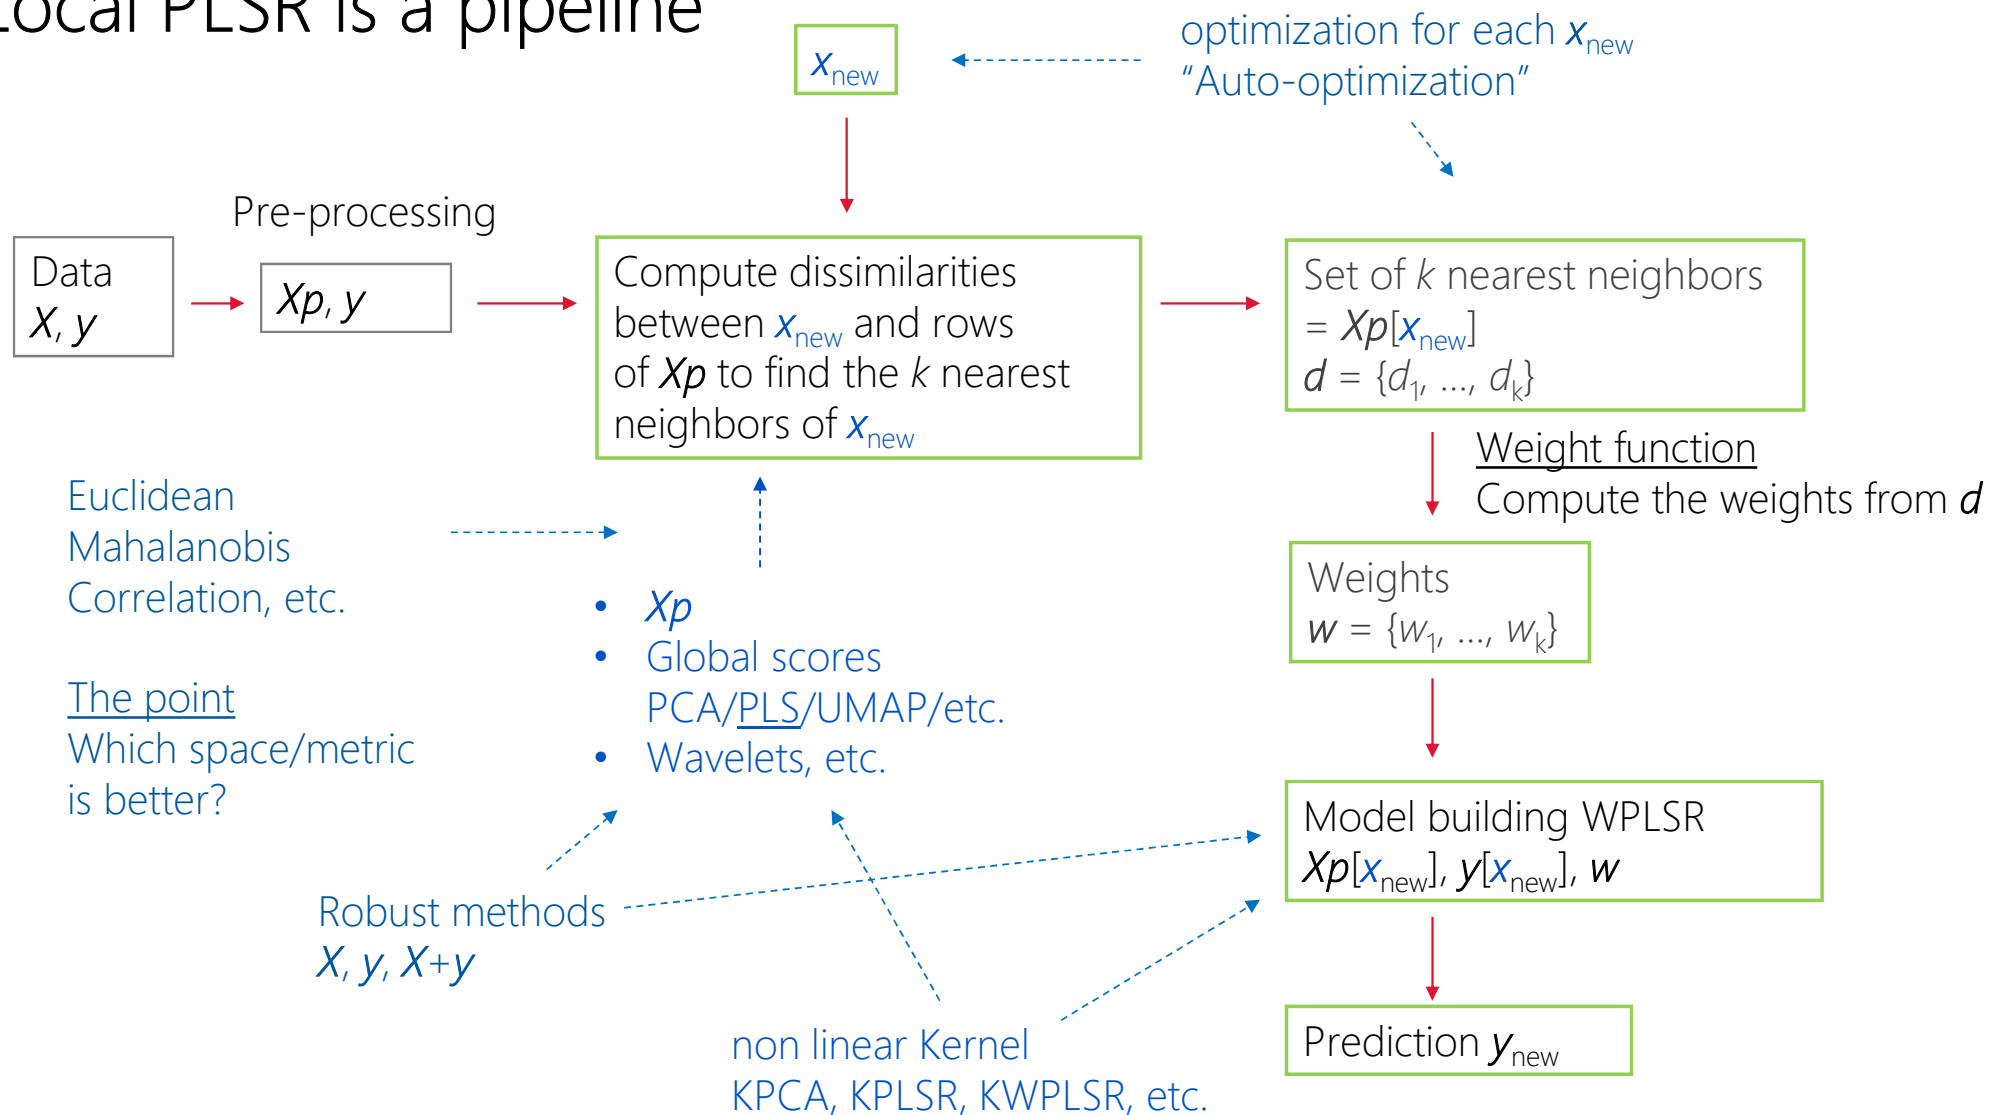 Local PLSR is a pipeline
optimization for each xnew
“Auto-optimization”
xnew
Pre-processing
Data
X, y
Xp, y
Compute dissimilarities
between xnew and rows
of Xp to find the k nearest
neighbors of xnew
Set of k nearest neighbors
= Xp[xnew]
d = {d1, ..., dk}
Weight function
Compute the weights from d
Euclidean
Mahalanobis
Correlation, etc.
The point
Which space/metric
is better?
• Xp
• Global scores
PCA/PLS/UMAP/etc.
• Wavelets, etc.
Weights
w = {w1, ..., wk}
Model building WPLSR
Xp[xnew], y[xnew], w
Robust methods
X, y, X+y
non linear Kernel
KPCA, KPLSR, KWPLSR, etc.
Prediction ynew